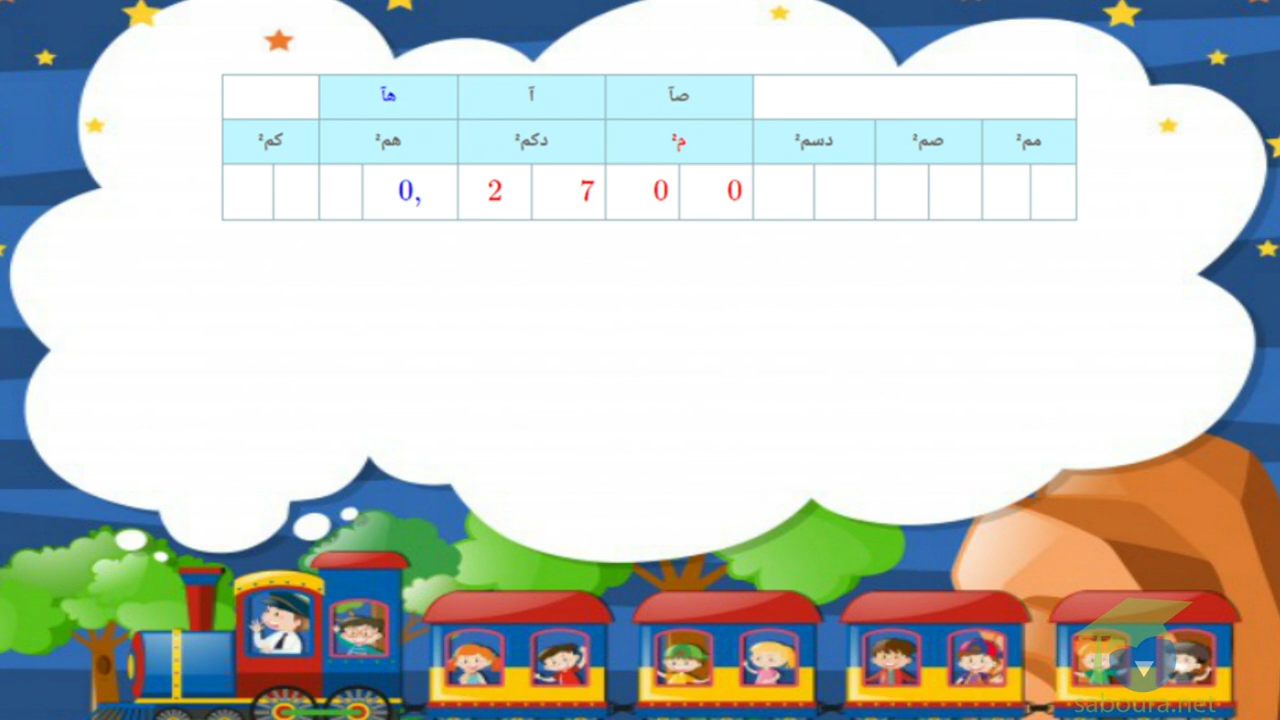 هآ آ صآ
كم² هم² دكم² م² دسم² صم² مم²
0, 2 7 0 0
saboura.net